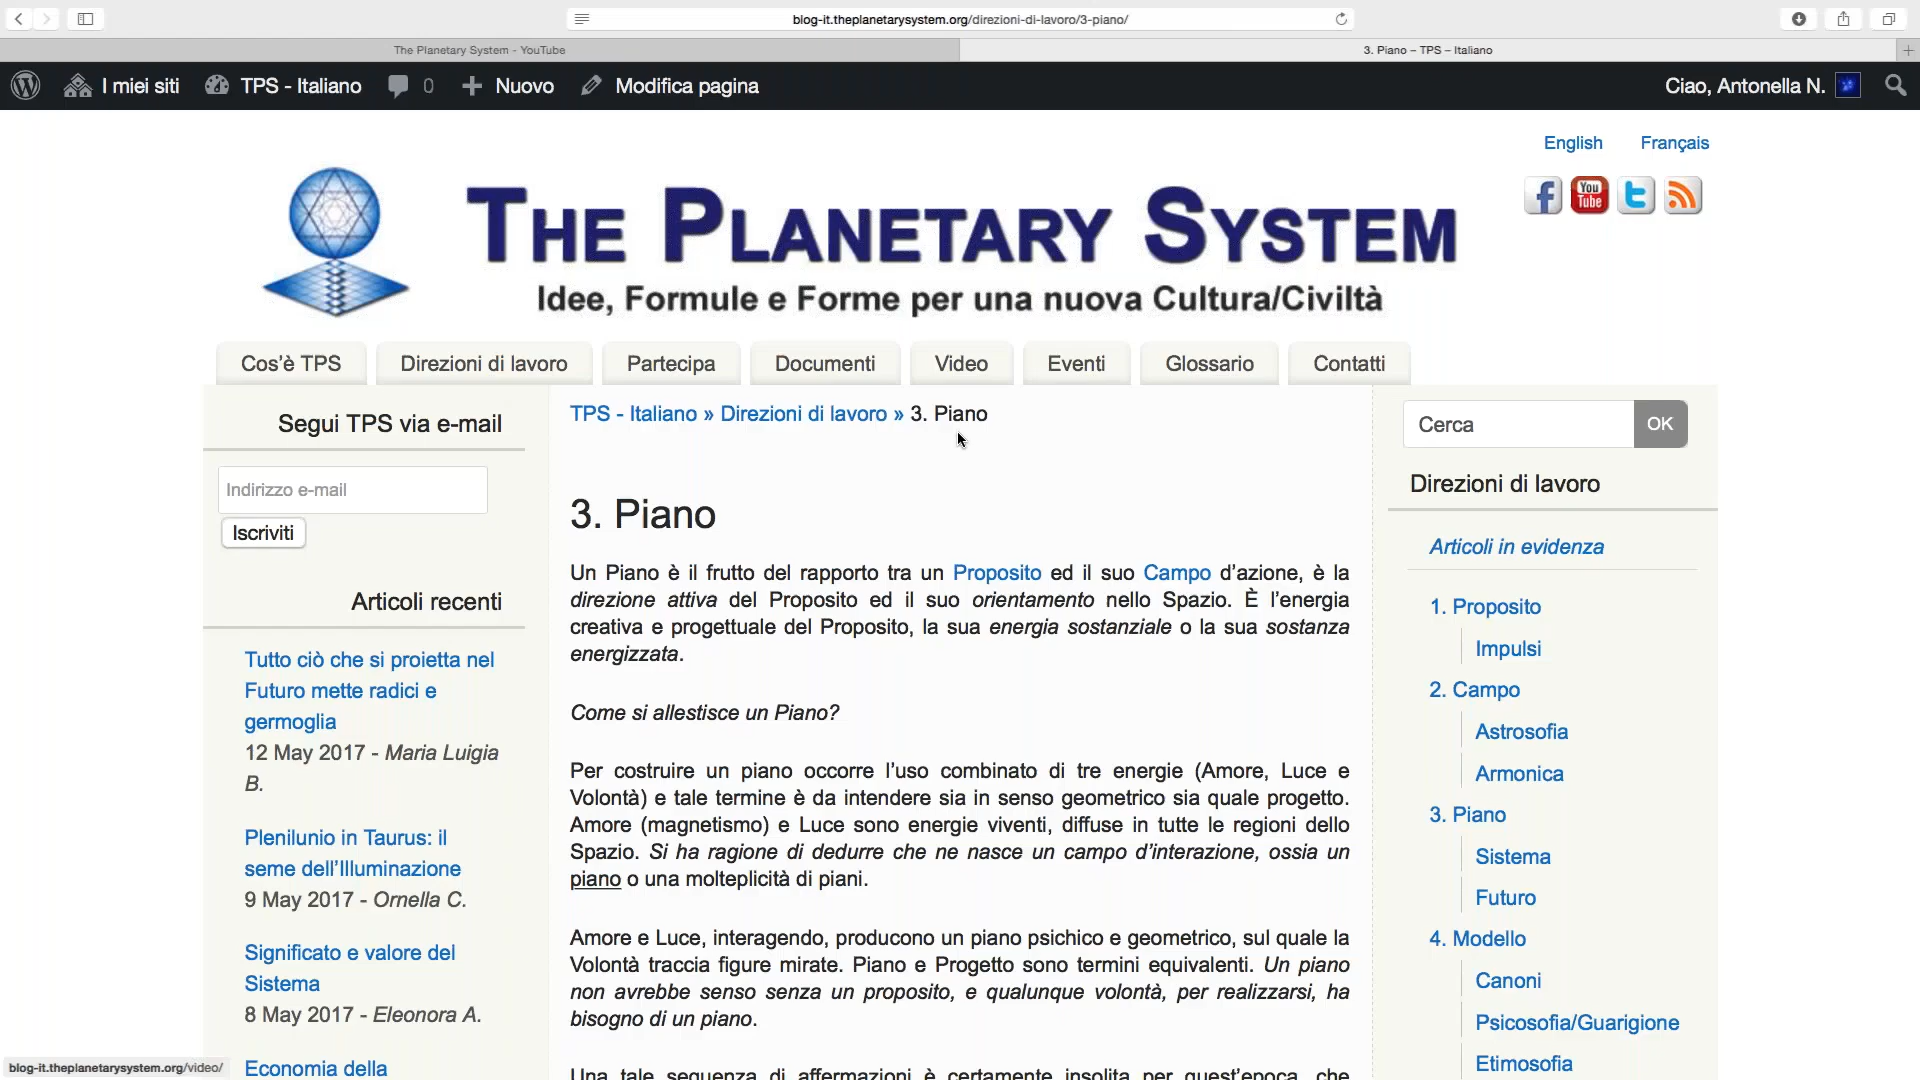 blog-it.theplanetarysystem.org/direzioni-di-lavoro/3-piano/
The Planetary System - YouTube
3. Piano – TPS – Italiano
I miei siti
TPS - Italiano
0
Nuovo
Modifica pagina
Ciao, Antonella N.
English
Français
THE PLANETARY SYSTEM
Idee, Formule e Forme per una nuova Cultura/Civiltà
You
Tube
Cos’è TPS
Direzioni di lavoro
Partecipa
Documenti
Video
Eventi
Glossario
Contatti
Segui TPS via e-mail
Indirizzo e-mail
Iscriviti
Articoli recenti
Tutto ciò che si proietta nel
Futuro mette radici e
germoglia
12 May 2017 - Maria Luigia
B.
Plenilunio in Taurus: il
seme dell’Illuminazione
9 May 2017 - Ornella C.
Significato e valore del
Sistema
8 May 2017 - Eleonora A.
Economia della
TPS - Italiano » Direzioni di lavoro » 3. Piano
3. Piano
Un Piano è il frutto del rapporto tra un Proposito ed il suo Campo d’azione, è la
direzione attiva del Proposito ed il suo orientamento nello Spazio. È l’energia
creativa e progettuale del Proposito, la sua energia sostanziale o la sua sostanza
energizzata.
Come si allestisce un Piano?
Per costruire un piano occorre l’uso combinato di tre energie (Amore, Luce e
Volontà) e tale termine è da intendere sia in senso geometrico sia quale progetto.
Amore (magnetismo) e Luce sono energie viventi, diffuse in tutte le regioni dello
Spazio. Si ha ragione di dedurre che ne nasce un campo d’interazione, ossia un
piano o una molteplicità di piani.
Amore e Luce, interagendo, producono un piano psichico e geometrico, sul quale la
Volontà traccia figure mirate. Piano e Progetto sono termini equivalenti. Un piano
non avrebbe senso senza un proposito, e qualunque volontà, per realizzarsi, ha
bisogno di un piano.
Una tale sequenza di affermazioni è certamente insolita per quest’epoca, che
Cerca
OK
Direzioni di lavoro
Articoli in evidenza
1. Proposito
Impulsi
2. Campo
Astrosofia
Armonica
3. Piano
Sistema
Futuro
4. Modello
Canoni
Psicosofia/Guarigione
Etimosofia
blog-it.theplanetarysystem.org/video/